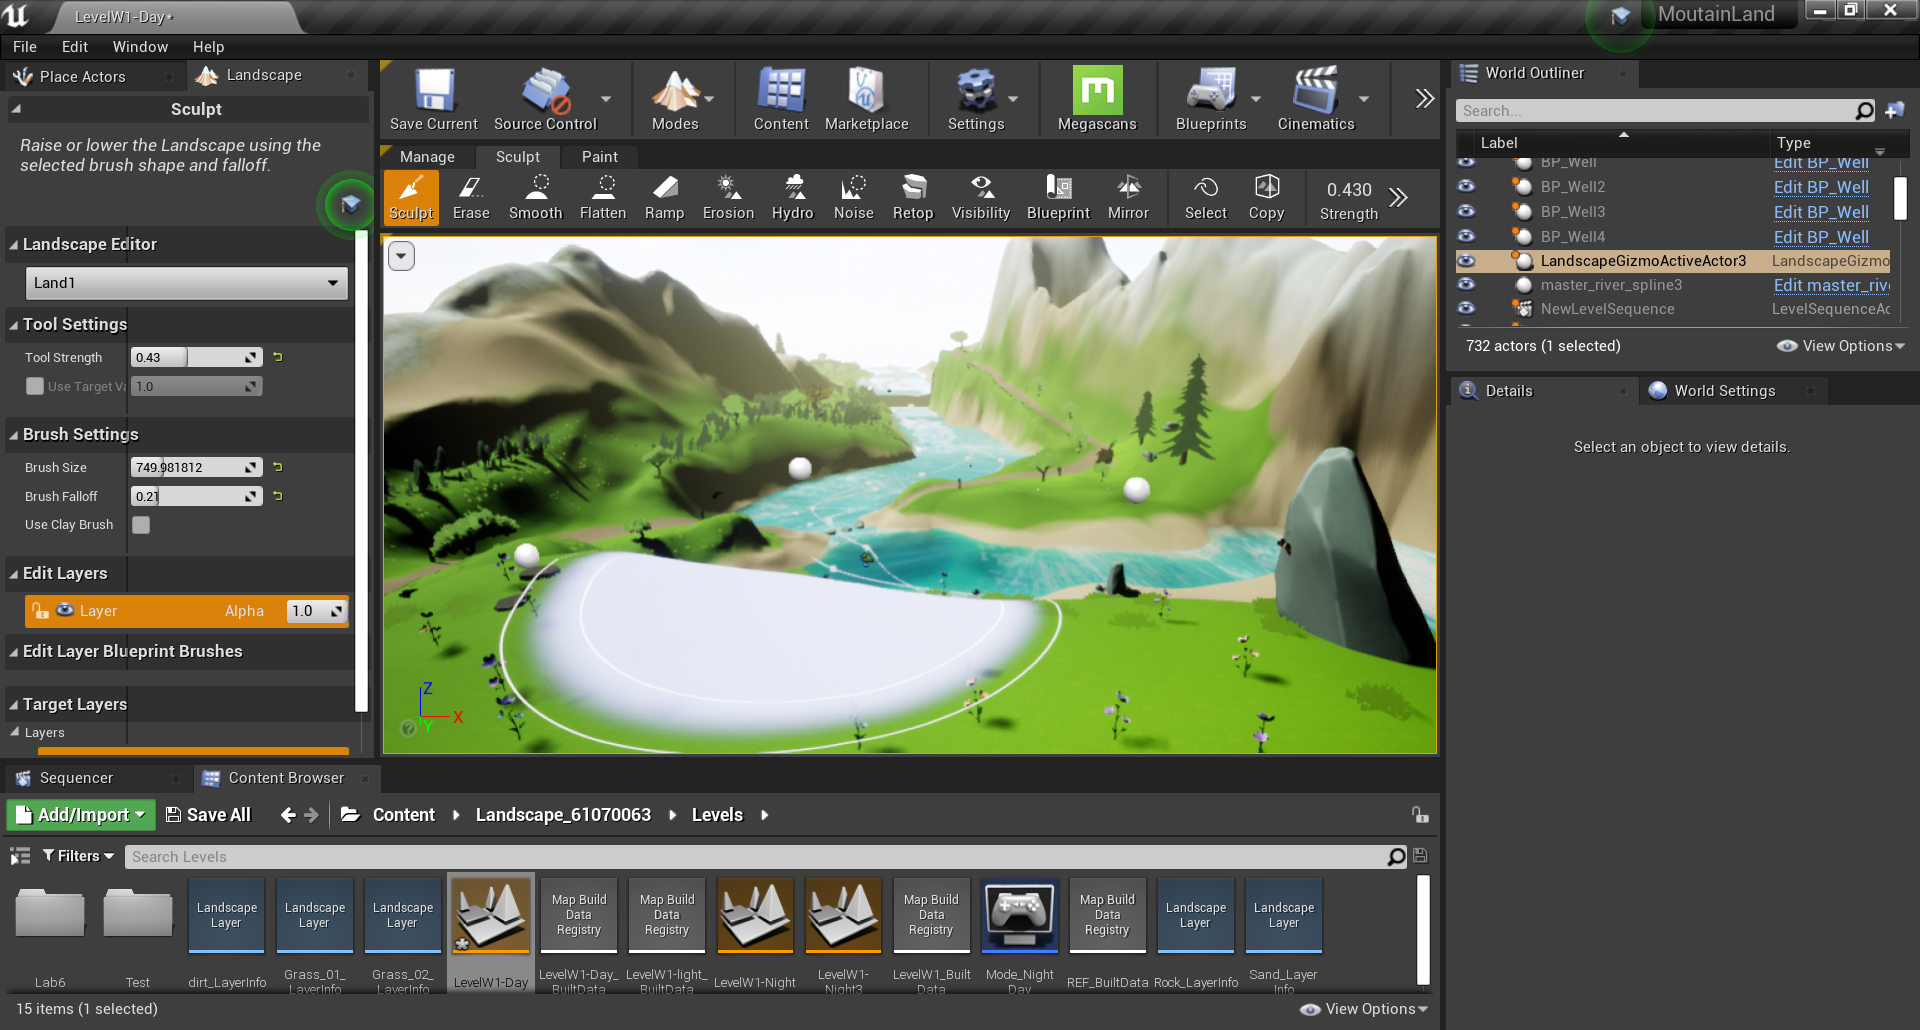 LevelW1-Day*
MoutainLand
File Edit Window Help
Place Actors
Landscape
Sculpt
Raise or lower the Landscape using the
selected brush shape and falloff.
Landscape Editor
Land1
Tool Settings
Tool Strength 0.43
Use Target Va 1.0
Brush Settings
Brush Size 749.981812
Brush Falloff 0.21
Use Clay Brush
Edit Layers
Layer Alpha 1.0
Edit Layer Blueprint Brushes
Target Layers
Layers
Save Current Source Control Modes Content Marketplace Settings Megascans Blueprints Cinematics
Manage Sculpt Paint
Sculpt Erase Smooth Flatten Ramp Erosion Hydro Noise Retop Visibility Blueprint Mirror Select Copy
0.430
Strength
Z
X
Y
World Outliner
Search...
Label Type
BP_Well Edit BP_Well
BP_Well2 Edit BP_Well
BP_Well3 Edit BP_Well
BP_Well4 Edit BP_Well
LandscapeGizmoActiveActor3 LandscapeGizmo
master_river_spline3 Edit master_riv
NewLevelSequence LevelSequenceAc
732 actors (1 selected) View Options
Details World Settings
Select an object to view details.
Sequencer Content Browser
Add/Import Save All Content Landscape_61070063 Levels
Filters Search Levels
Lab6
Test
Landscape
Layer
dirt_LayerInfo
Landscape
Layer
Grass_01_
LayerInfo
Landscape
Layer
Grass_02_
LayerInfo
LevelW1-Day
Map Build
Data
Registry
LevelW1-Day_
BuiltData
Map Build
Data
Registry
LevelW1-light_
BuiltData
LevelW1-Night
LevelW1-
Night3
Map Build
Data
Registry
LevelW1_Built
Data
Mode_Night
Day
Map Build
Data
Registry
REF_BuiltData
Landscape
Layer
Rock_LayerInfo
Landscape
Layer
Sand_Layer
Info
15 items (1 selected) View Options